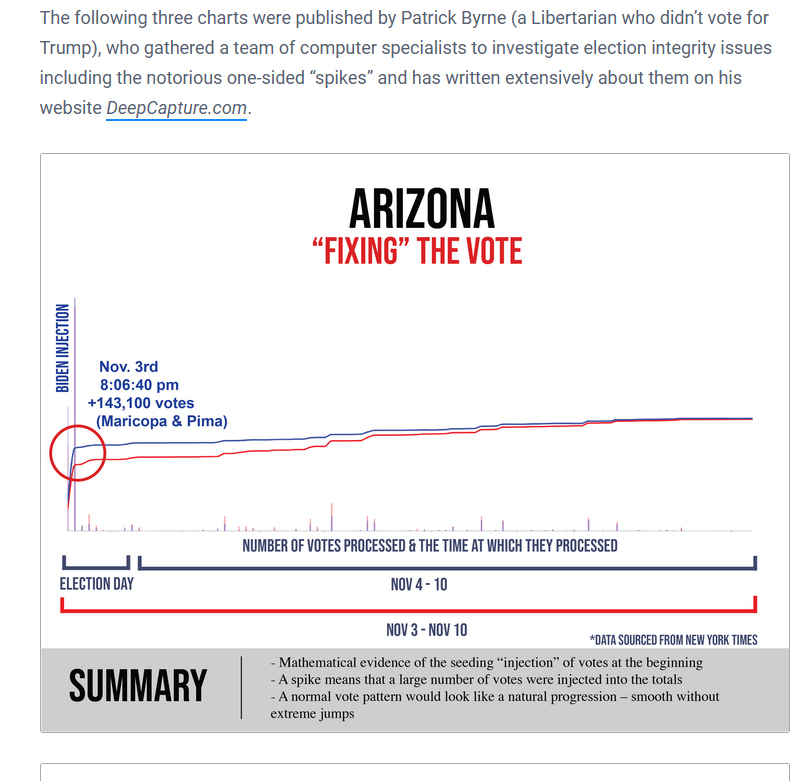 The following three charts were published by Patrick Byrne (a Libertarian who didn’t vote for
Trump), who gathered a team of computer specialists to investigate election integrity issues
including the notorious one-sided “spikes” and has written extensively about them on his
website DeepCapture.com.
ARIZONA
“FIXING” THE VOTE
BIDEN INJECTION
Nov. 3rd
8:06:40 pm
+143,100 votes
(Maricopa & Pima)
NUMBER OF VOTES PROCESSED & THE TIME AT WHICH THEY PROCESSED
ELECTION DAY
NOV 4 - 10
NOV 3 - NOV 10
*DATA SOURCED FROM NEW YORK TIMES
SUMMARY
- Mathematical evidence of the seeding “injection” of votes at the beginning
- A spike means that a large number of votes were injected into the totals
- A normal vote pattern would look like a natural progression – smooth without
extreme jumps